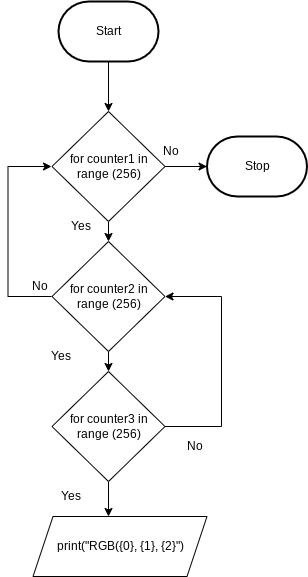 Start
for counter1 in
range (256)
No
Stop
Yes
for counter2 in
range (256)
No
Yes
for counter3 in
range (256)
No
Yes
print("RGB({0}, {1}, {2}")